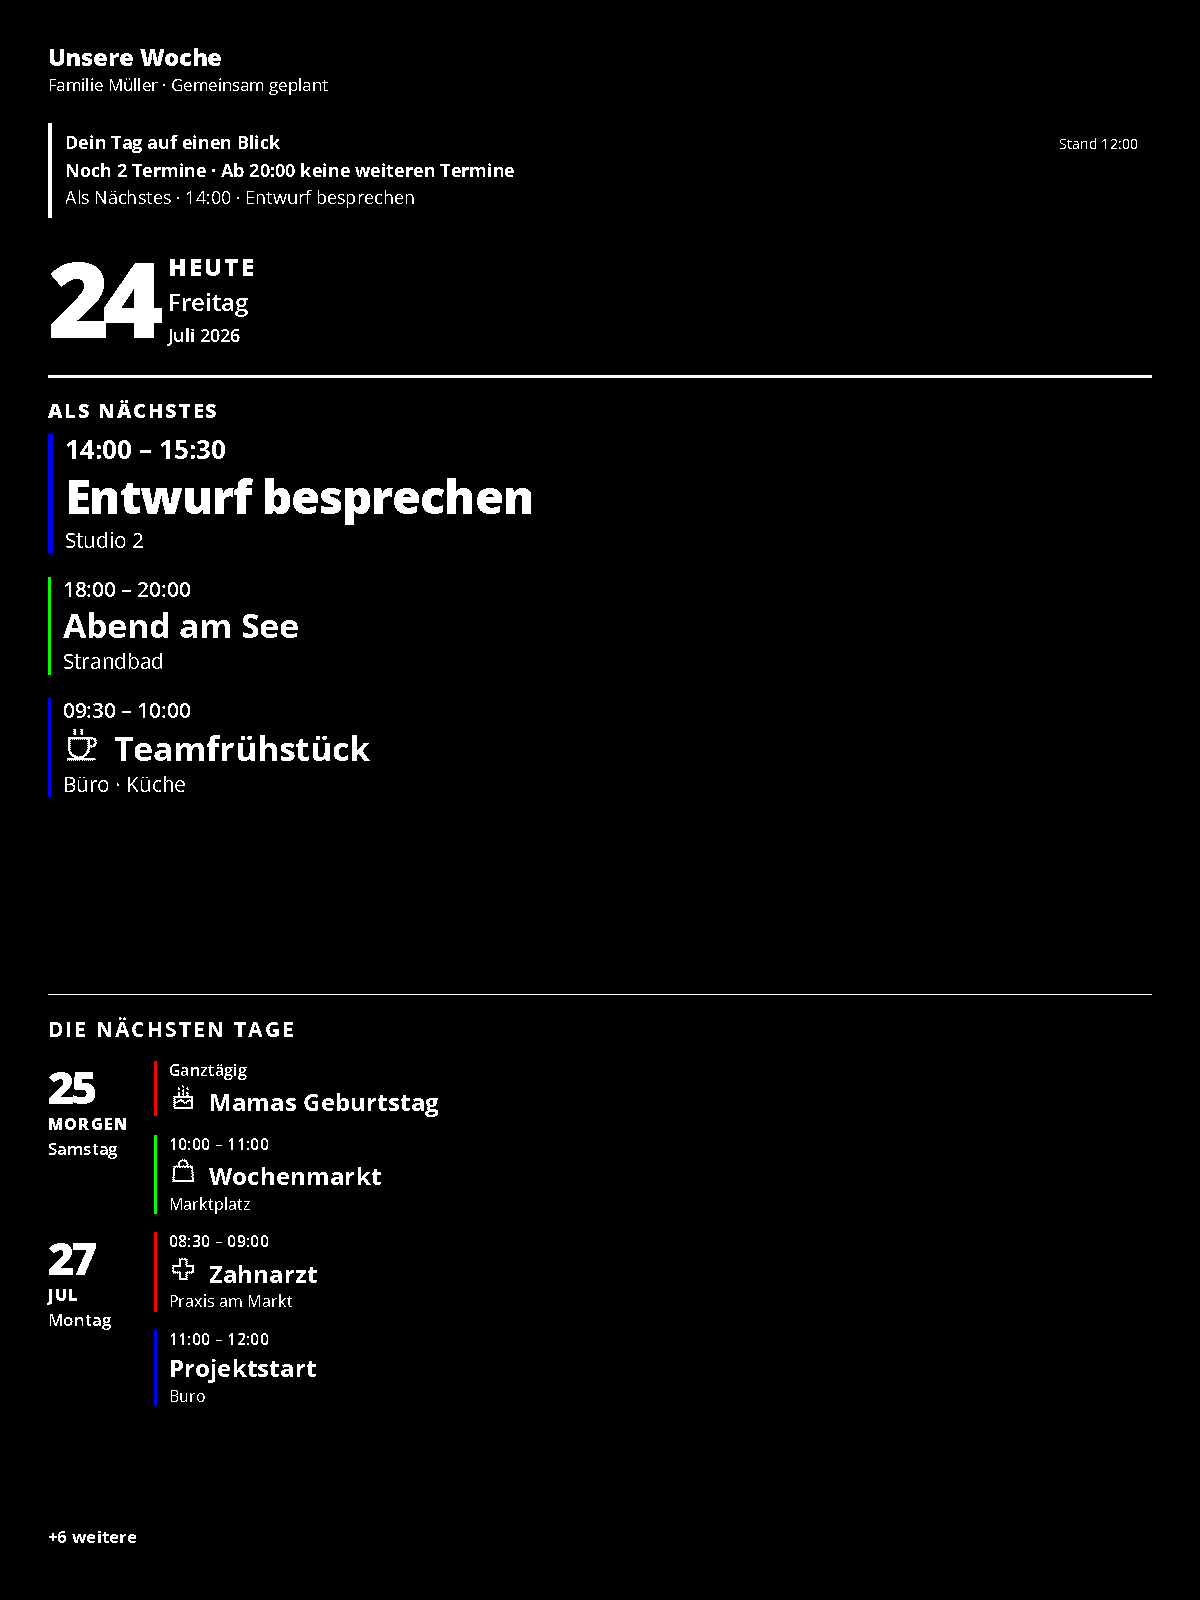 Unsere Woche
Familie Müller · Gemeinsam geplant
Dein Tag auf einen Blick
Stand 12:00
Noch 2 Termine · Ab 20:00 keine weiteren Termine
Als Nächstes · 14:00 · Entwurf besprechen
24
HEUTE
Freitag
Juli 2026
ALS NÄCHSTES
14:00 – 15:30
Entwurf besprechen
Studio 2
18:00 – 20:00
Abend am See
Strandbad
09:30 – 10:00
Teamfrühstück
Büro · Küche
DIE NÄCHSTEN TAGE
25
MORGEN
Samstag
Ganztägig
Mamas Geburtstag
10:00 – 11:00
Wochenmarkt
Marktplatz
27
JUL
Montag
08:30 – 09:00
Zahnarzt
Praxis am Markt
11:00 – 12:00
Projektstart
Buro
+6 weitere